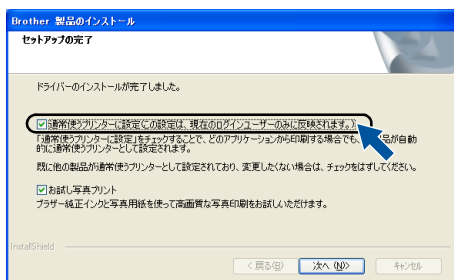 Brother 製品のインストール
セットアップの完了
ドライバーのインストールが完了しました。
通常使うプリンターに設定(この設定は、現在のログインユーザーのみに反映されます。)
「通常使うプリンターに設定」をチェックすることで、どのアプリケーションから印刷する場合でも、 品が自動
的に通常使うプリンターとして設定されます。
既に他の製品が通常使うプリンターとして設定されており、変更したくない場合は、チェックをはずしてください。
お試し写真プリント
ブラザー純正インクと写真用紙を使って高画質な写真印刷をお試しいただけます。
InstallShield
< 戻る(B)
次へ (N)>
キャンセル